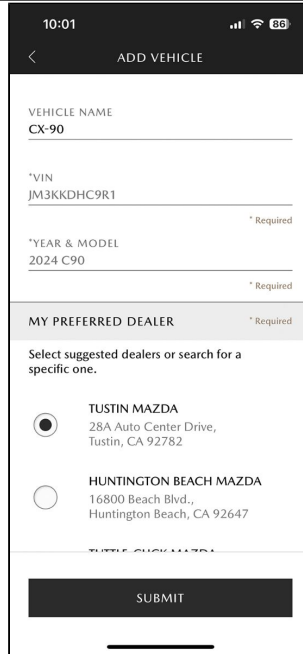 10:01
86
ADD VEHICLE
VEHICLE NAME
CX-90
*VIN
JM3KKDHC9R1
* Required
*YEAR & MODEL
2024 C90
* Required
MY PREFERRED DEALER
* Required
Select suggested dealers or search for a
specific one.
TUSTIN MAZDA
28A Auto Center Drive,
Tustin, CA 92782
HUNTINGTON BEACH MAZDA
16800 Beach Blvd.,
Huntington Beach, CA 92647
SUBMIT